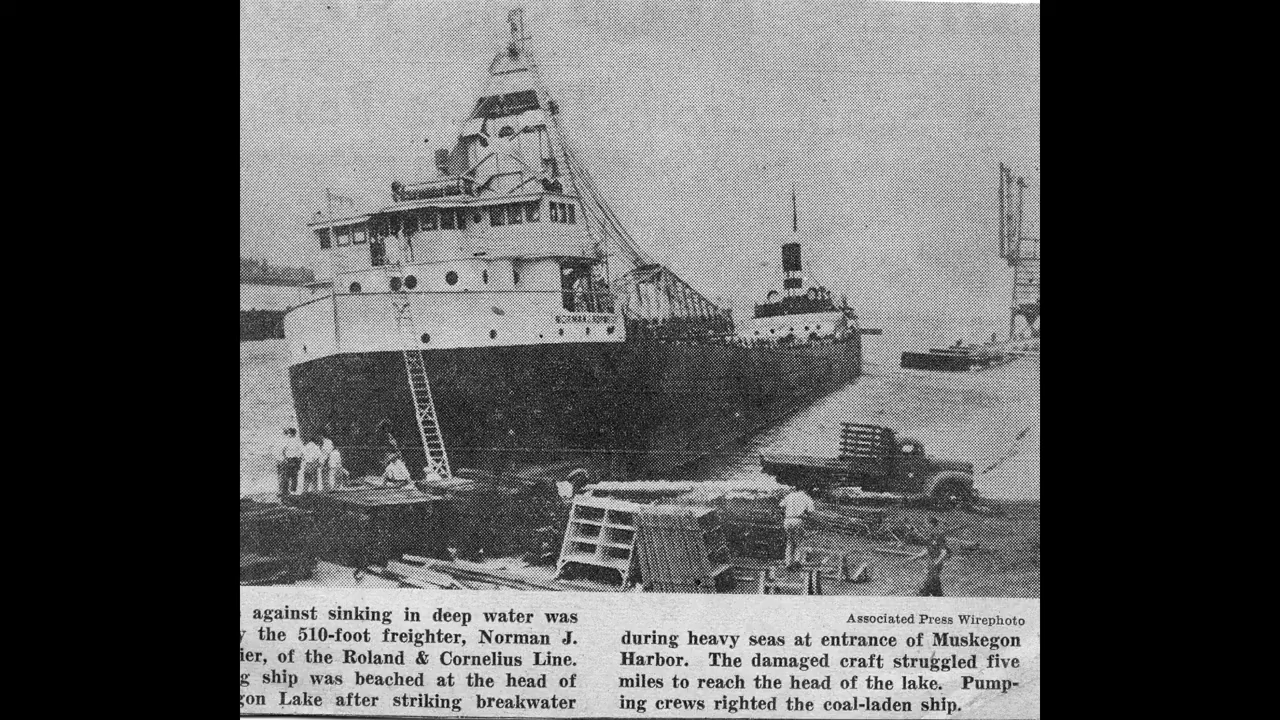 against sinking in deep water was
the 510-foot freighter, Norman J.
ier, of the Roland & Cornelius Line.
g ship was beached at the head of
gon Lake after striking breakwater
Associated Press Wirephoto
during heavy seas at entrance of Muskegon
Harbor. The damaged craft struggled five
miles to reach the head of the lake. Pump-
ing crews righted the coal-laden ship.